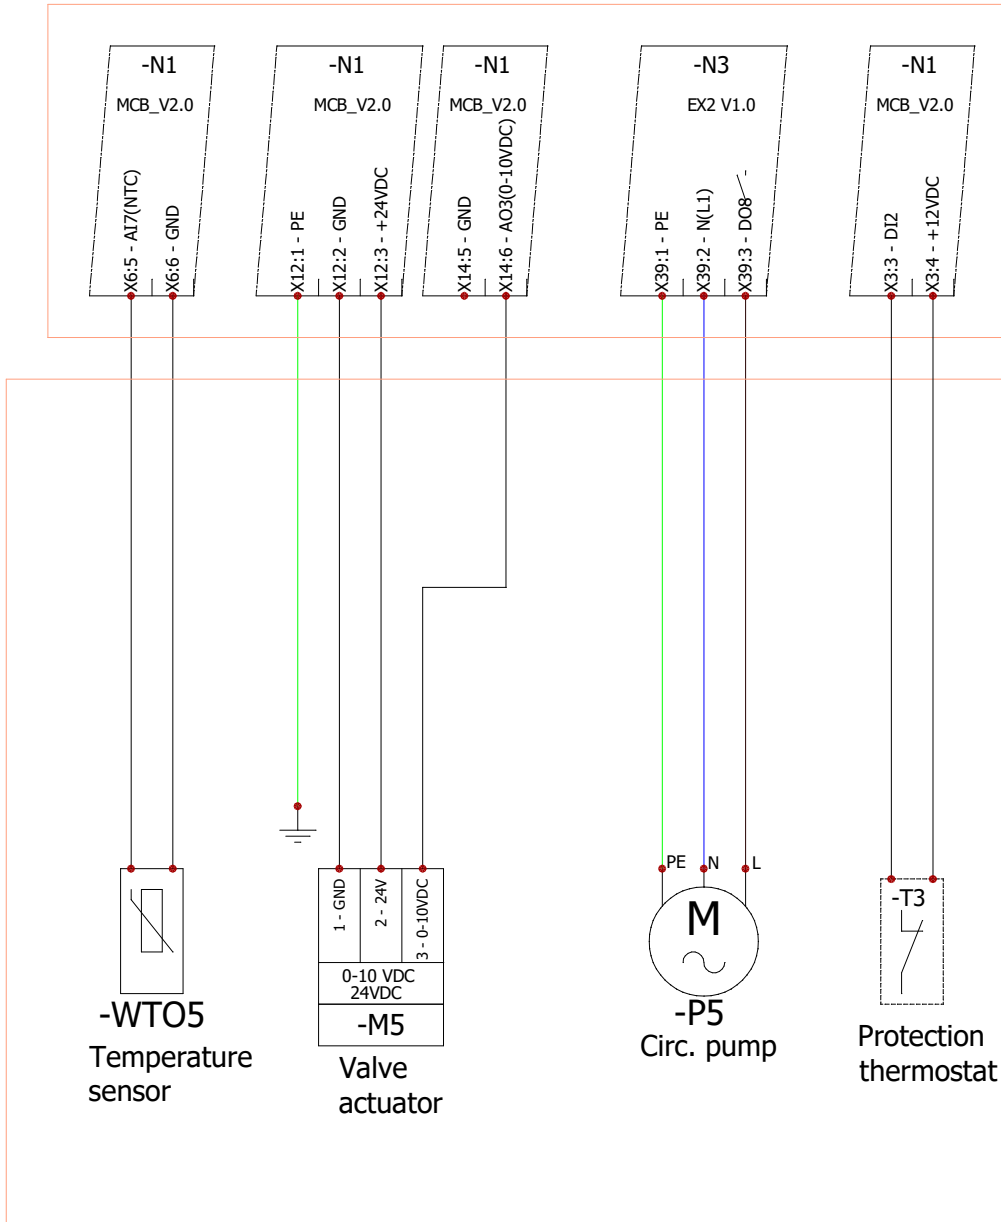 -N1
MCB_V2.0
X6:5 - AI7(NTC)
X6:6 - GND
-N1
MCB_V2.0
X12:1 - PE
X12:2 - GND
X12:3 - +24VDC
-N1
MCB_V2.0
X14:5 - GND
X14:6 - AO3(0-10VDC)
-N3
EX2 V1.0
X39:1 - PE
X39:2 - N(L1)
X39:3 - DO8
-N1
MCB_V2.0
X3:3 - DI2
X3:4 - +12VDC
-WTO5
Temperature
sensor
1 - GND
2 - 24V
3 - 0-10VDC
0-10 VDC
24VDC
-M5
Valve
actuator
PE
N
L
M
-P5
Circ. pump
-T3
Protection
thermostat